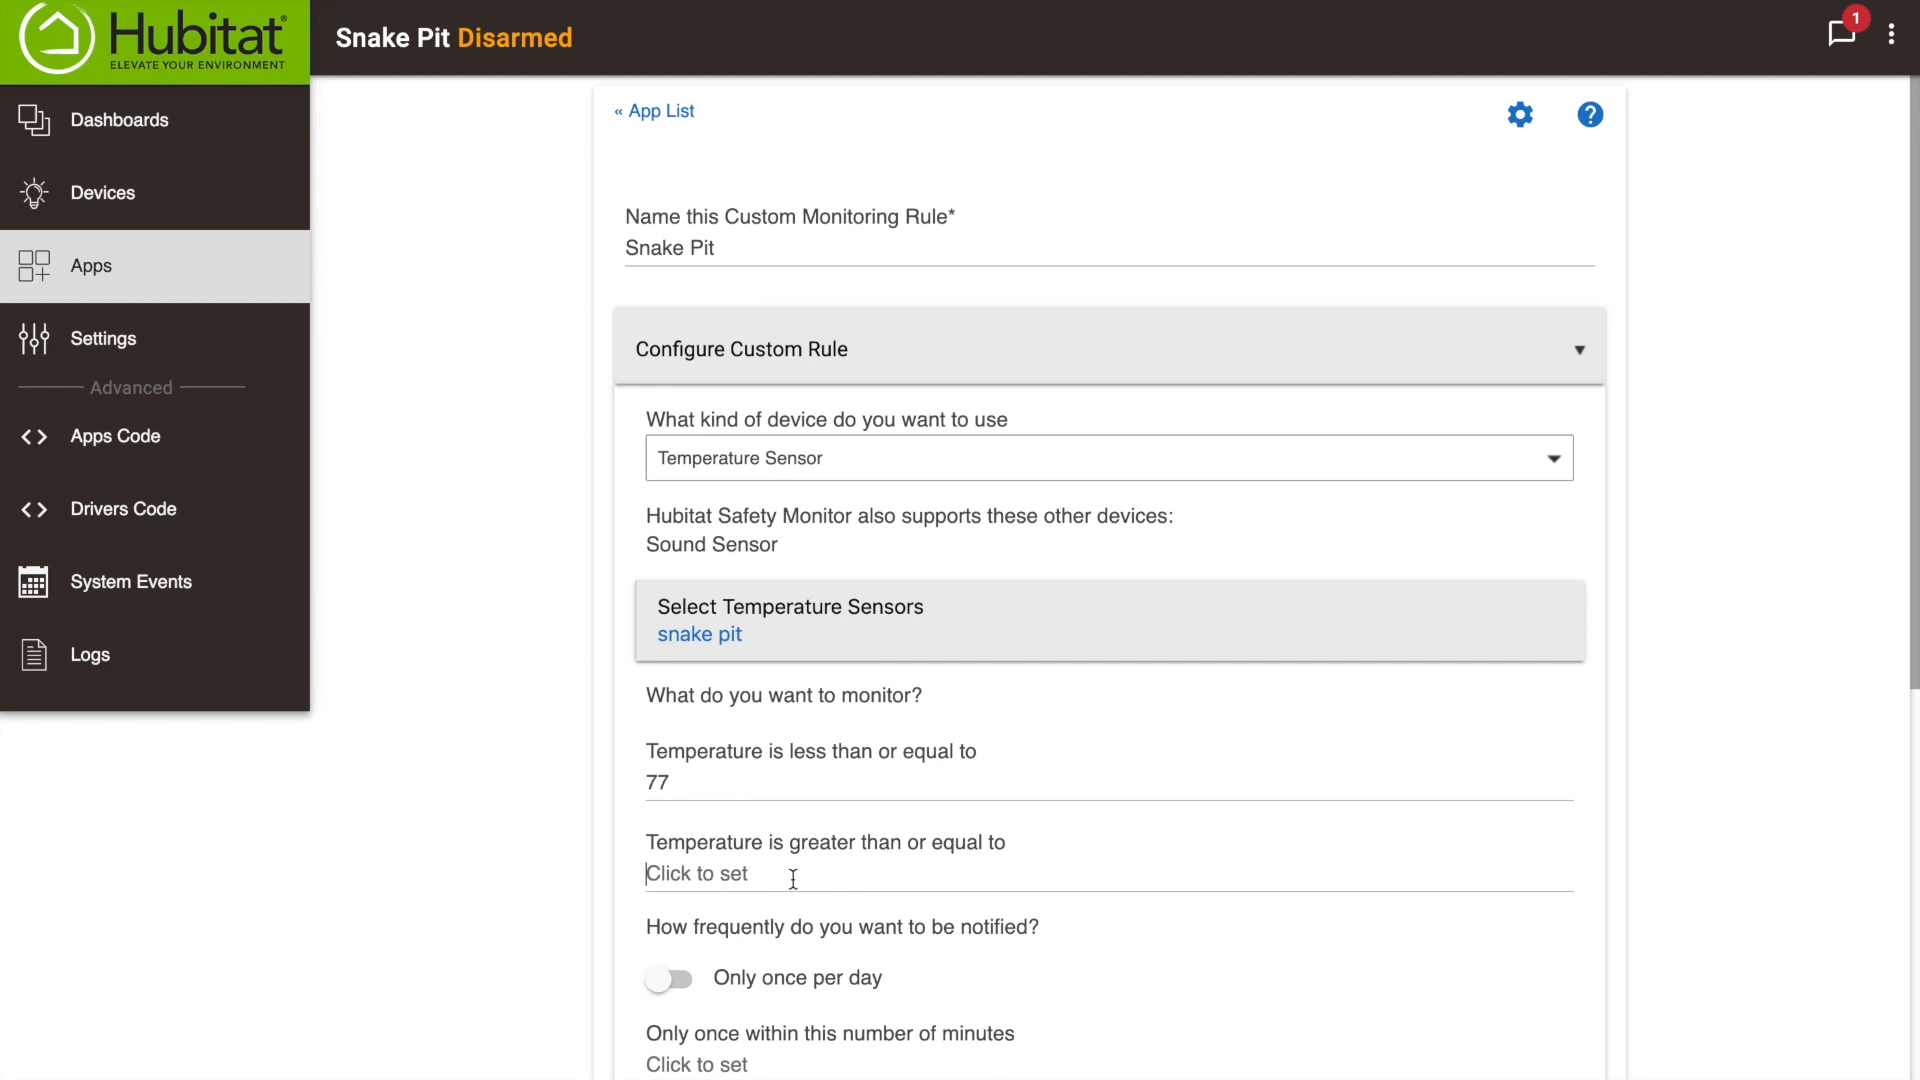 Hubitat®
ELEVATE YOUR ENVIRONMENT
Snake Pit Disarmed
1
Dashboards
Devices
Apps
Settings
Advanced
Apps Code
Drivers Code
System Events
Logs
« App List
?
Name this Custom Monitoring Rule*
Snake Pit
Configure Custom Rule
What kind of device do you want to use
Temperature Sensor
Hubitat Safety Monitor also supports these other devices:
Sound Sensor
Select Temperature Sensors
snake pit
What do you want to monitor?
Temperature is less than or equal to
77
Temperature is greater than or equal to
Click to set
How frequently do you want to be notified?
Only once per day
Only once within this number of minutes
Click to set